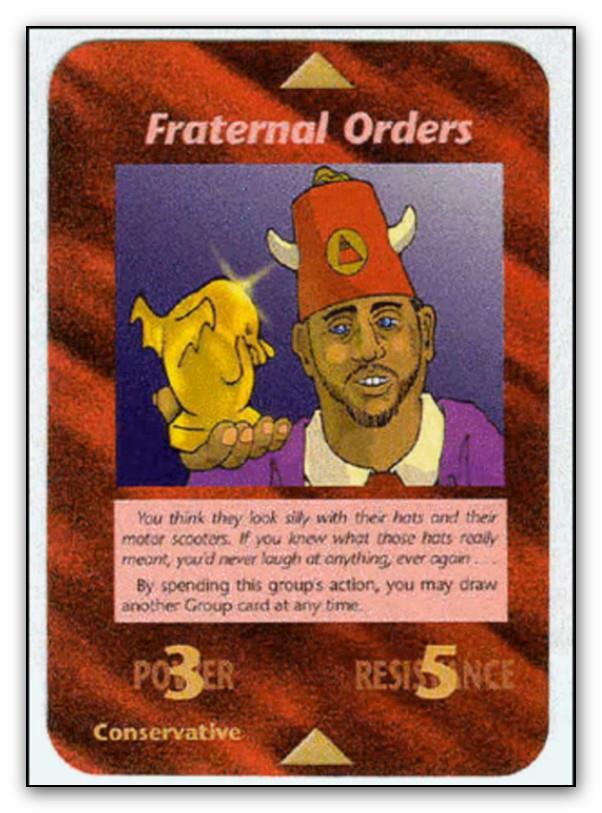 Fraternal Orders
You think they look silly with their hats and their
motor scooters. If you knew what those hats really
meant, you'd never laugh at anything, ever again . . .
By spending this group's action, you may draw
another Group card at any time.
3
POWER
5
RESISTANCE
Conservative